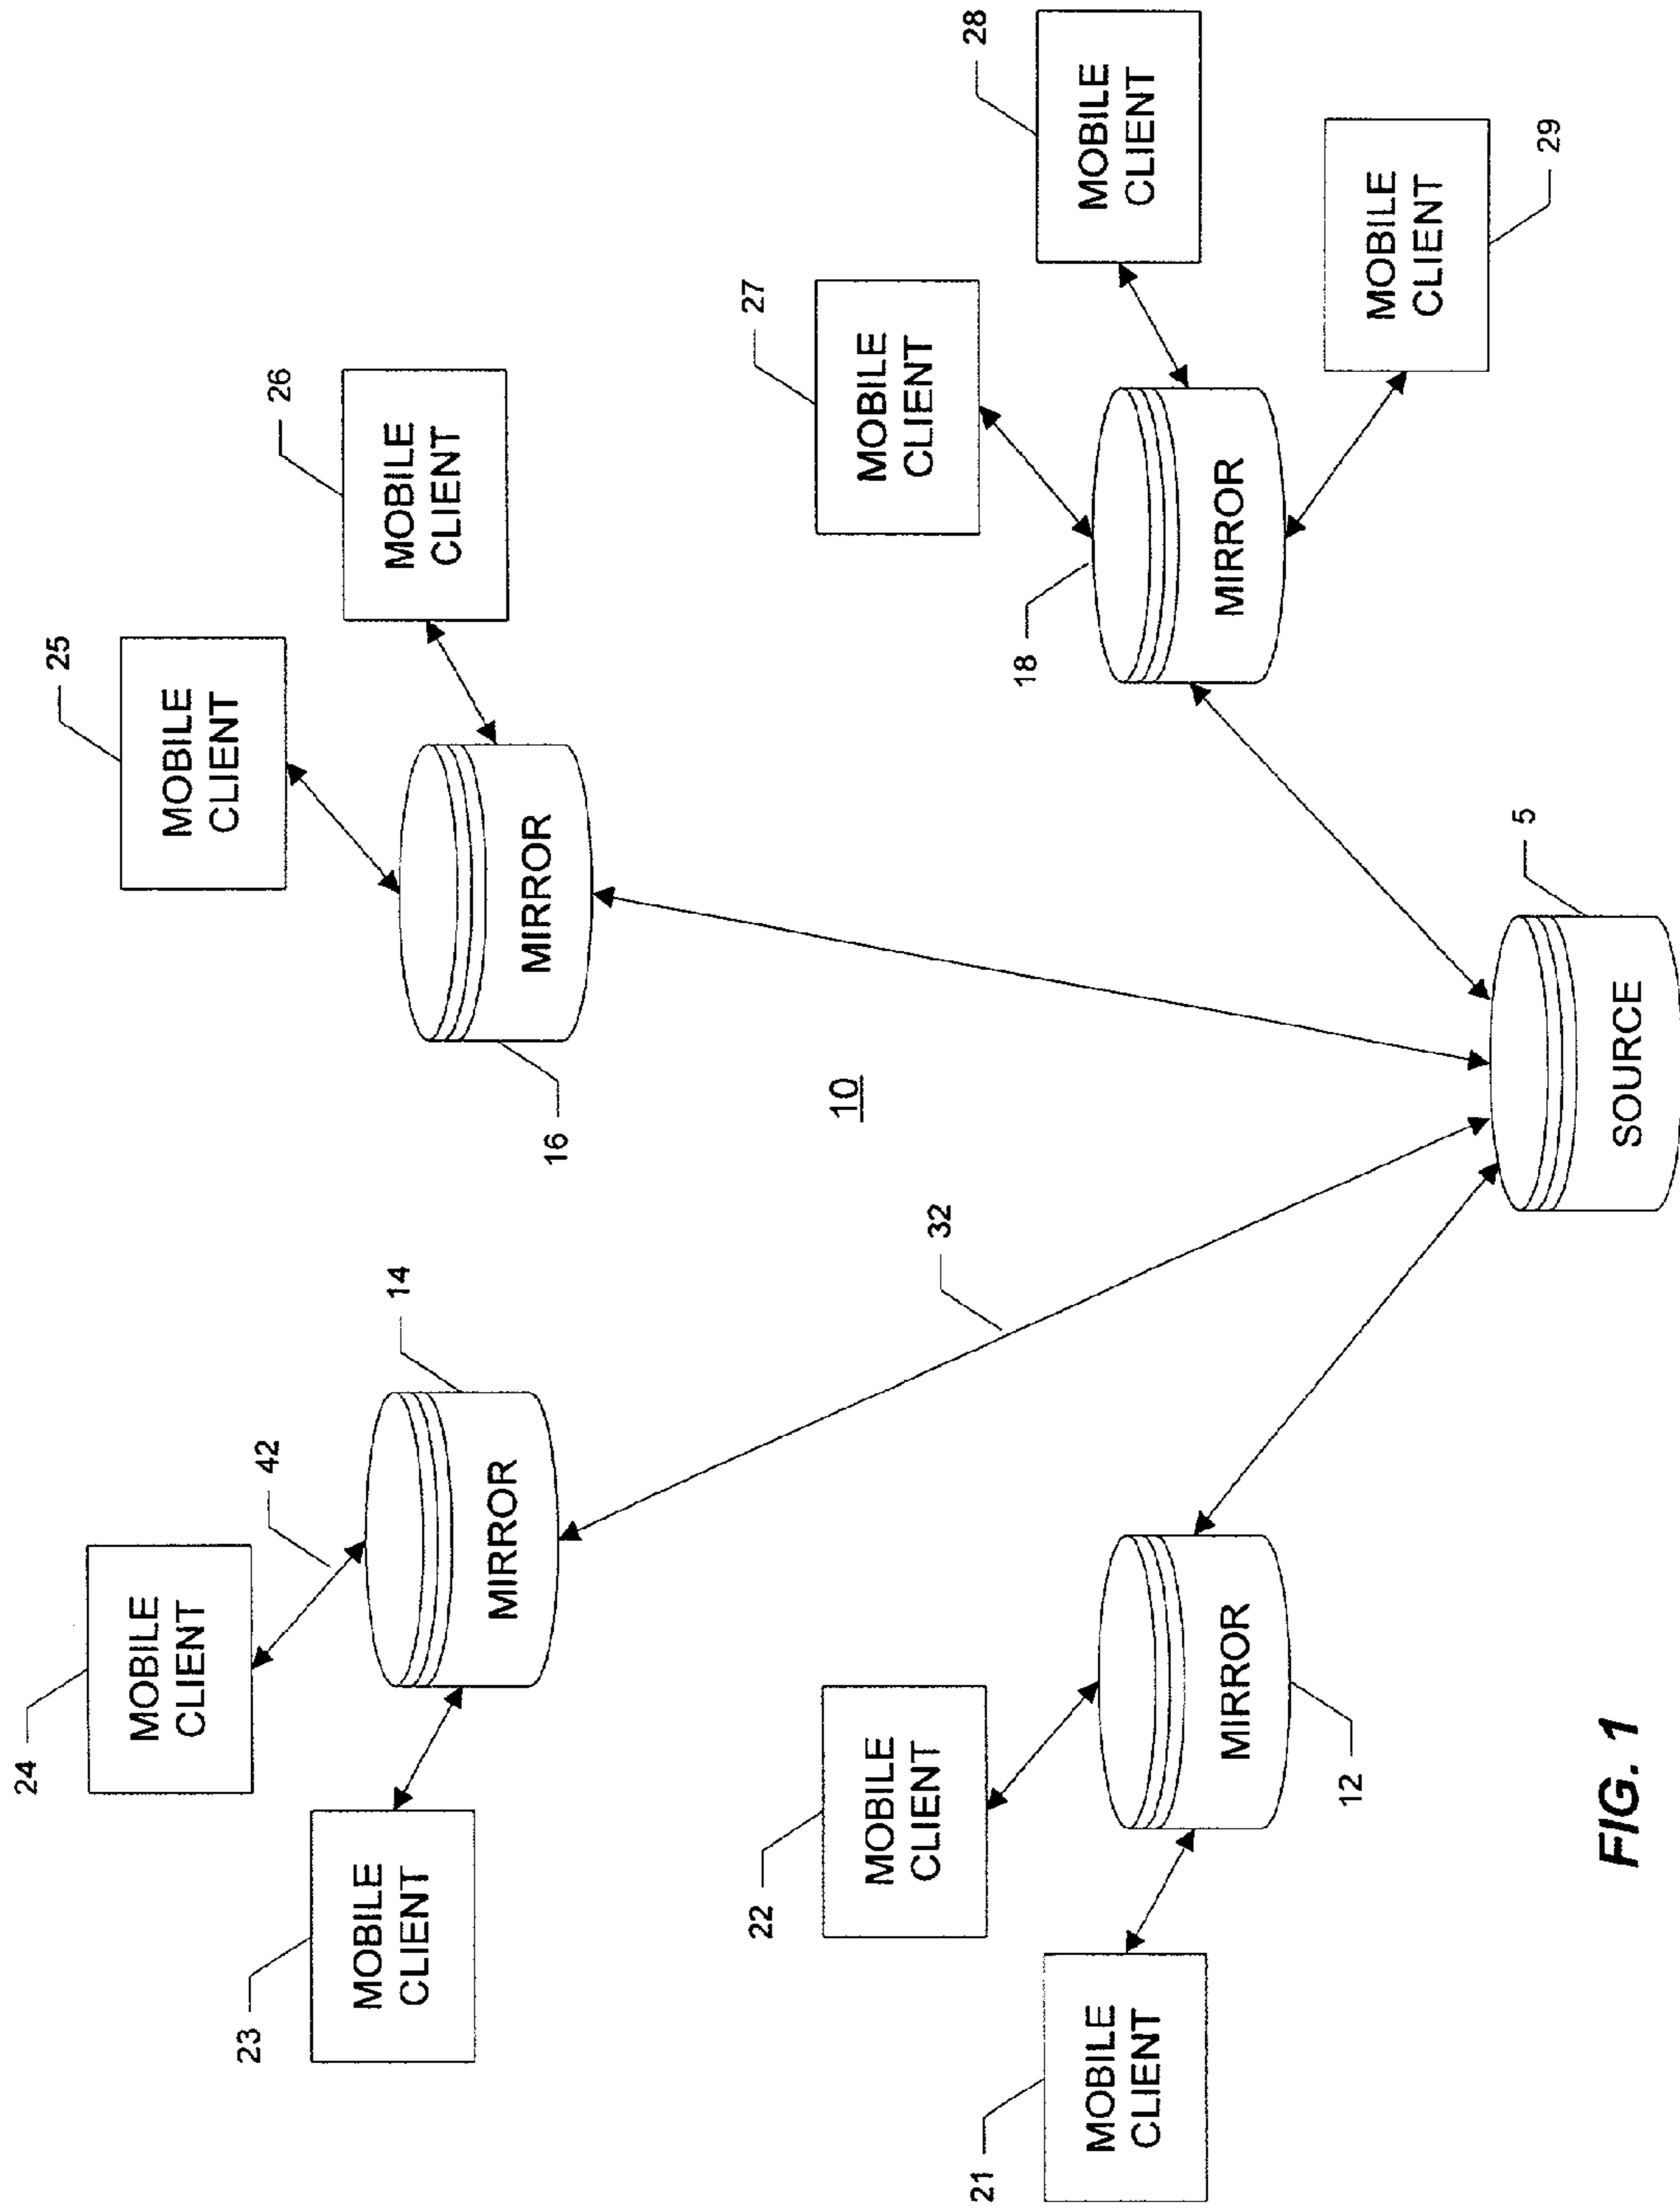 24
MOBILE
CLIENT
42
14
23
MOBILE
CLIENT
MIRROR
25
MOBILE
CLIENT
26
MOBILE
CLIENT
16
MIRROR
22
MOBILE
CLIENT
21
MOBILE
CLIENT
MIRROR
12
32
10
27
MOBILE
CLIENT
28
MOBILE
CLIENT
18
MIRROR
MOBILE
CLIENT
29
5
SOURCE
FIG. 1